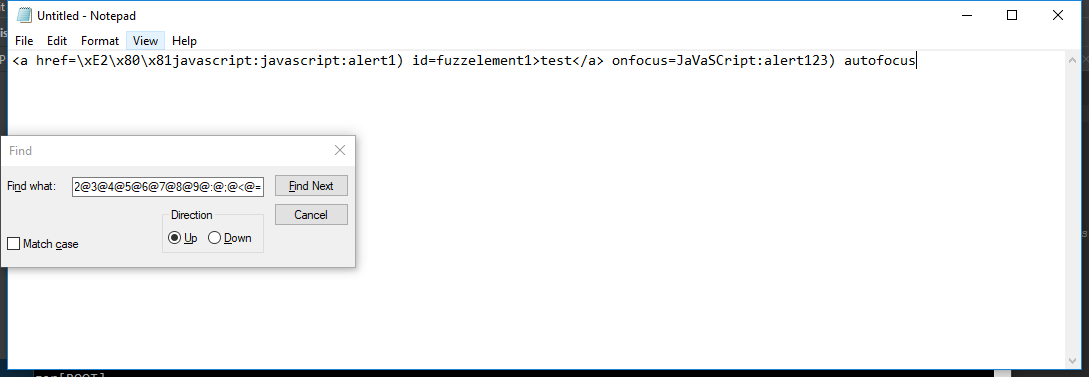 Untitled - Notepad
File Edit Format View Help
<a href=\xE2\x80\x81javascript:javascript:alert1) id=fuzzelement1>test</a> onfocus=JaVaSCript:alert123) autofocus
Find
Find what: 2@3@4@5@6@7@8@9@:@;@<@= Find Next
Direction Cancel
Up Down
Match case